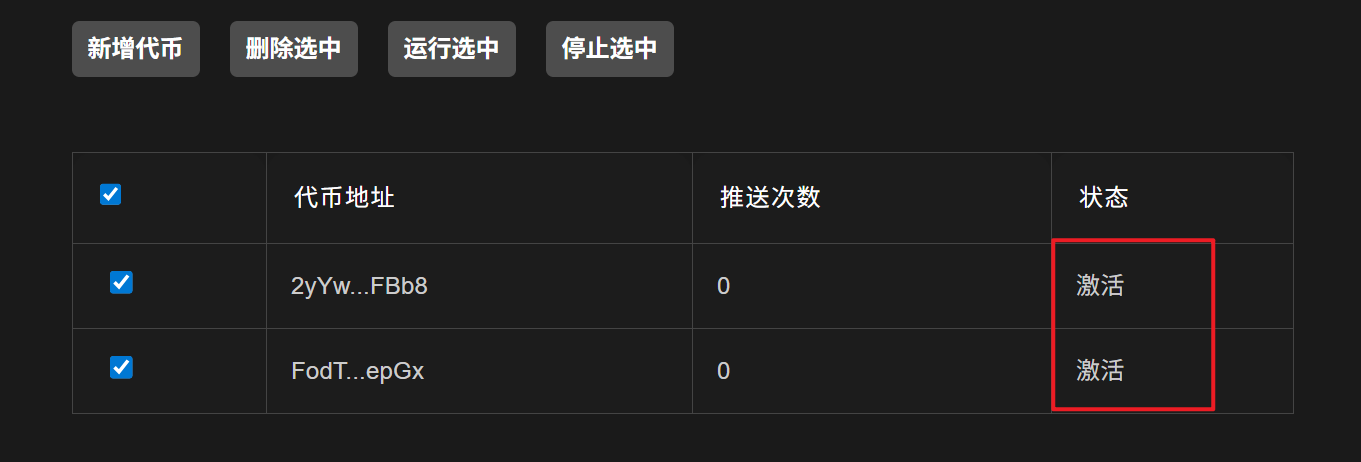 新增代币 删除选中 运行选中 停止选中
代币地址 推送次数 状态
2yYw...FBb8 0 激活
FodT...epGx 0 激活